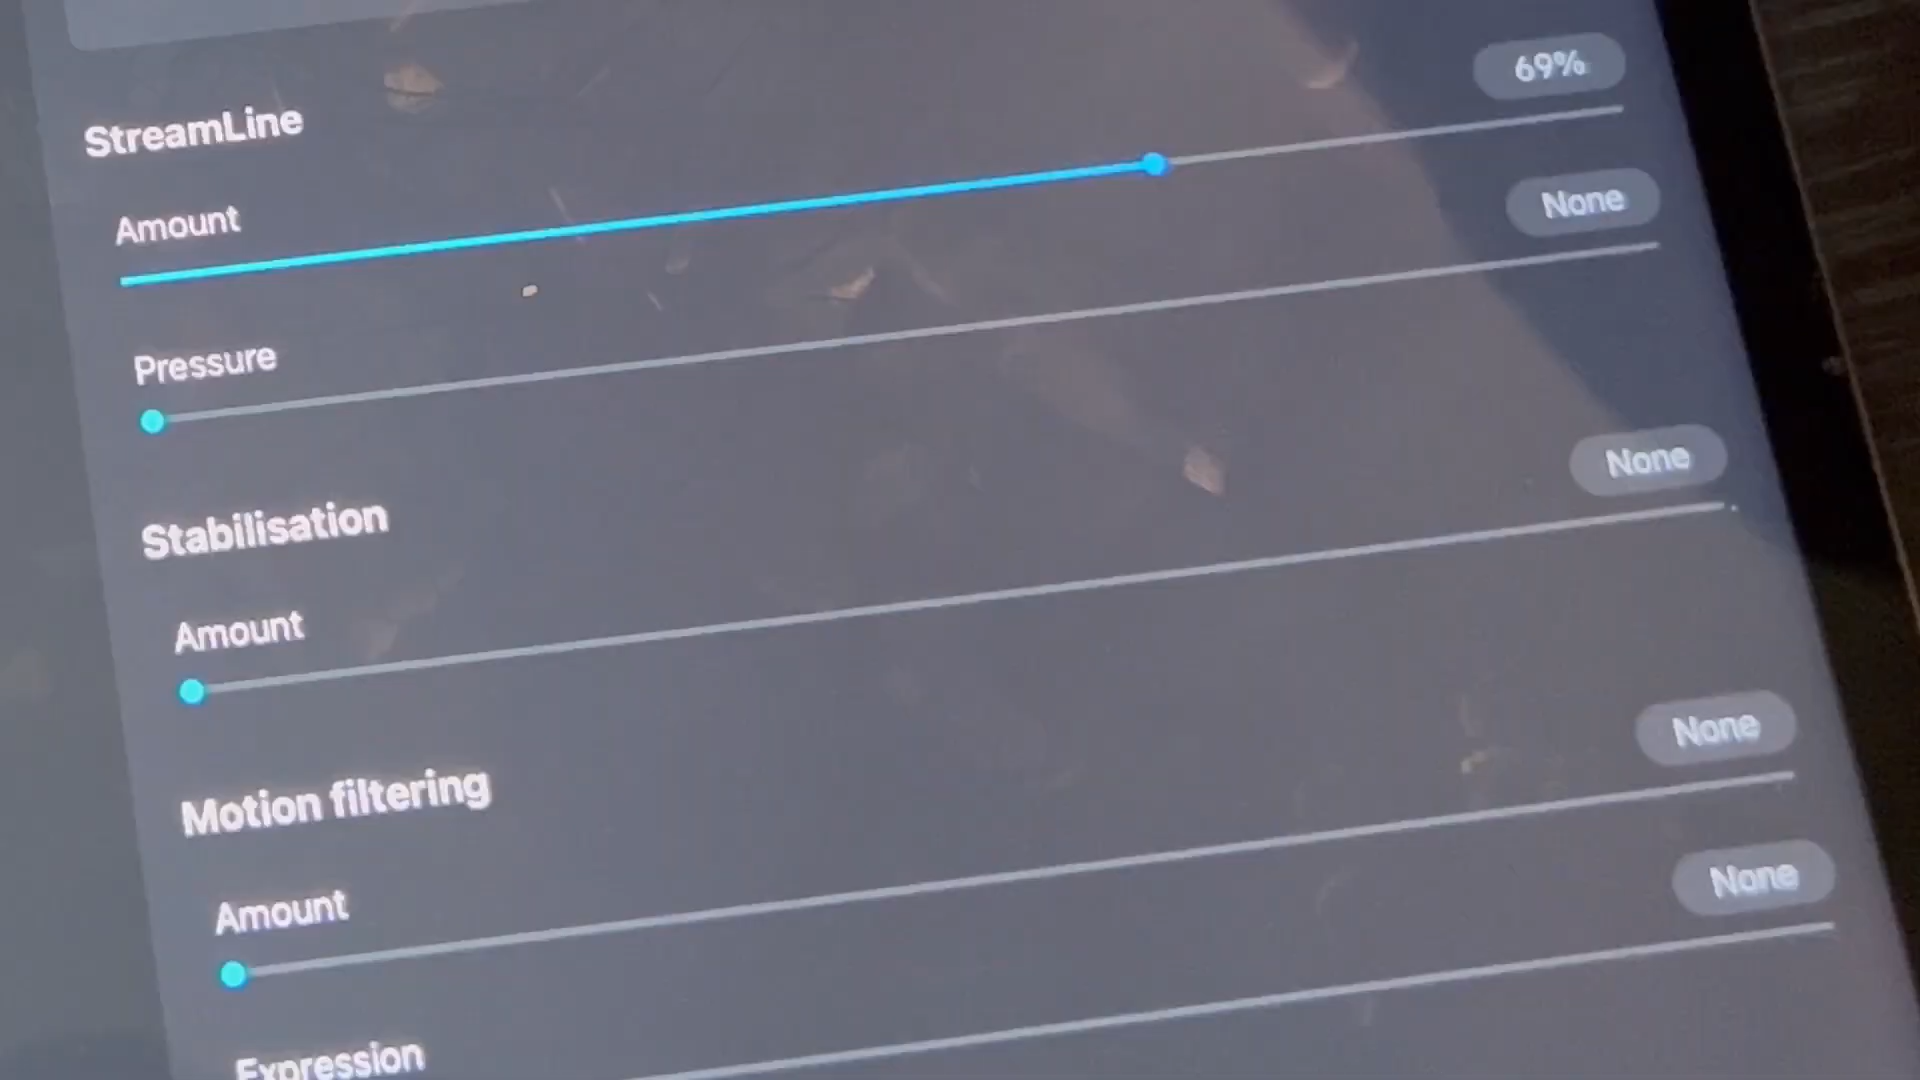 StreamLine
Amount 69%
Pressure None
Stabilisation
Amount None
Motion filtering
Amount None
Expression None